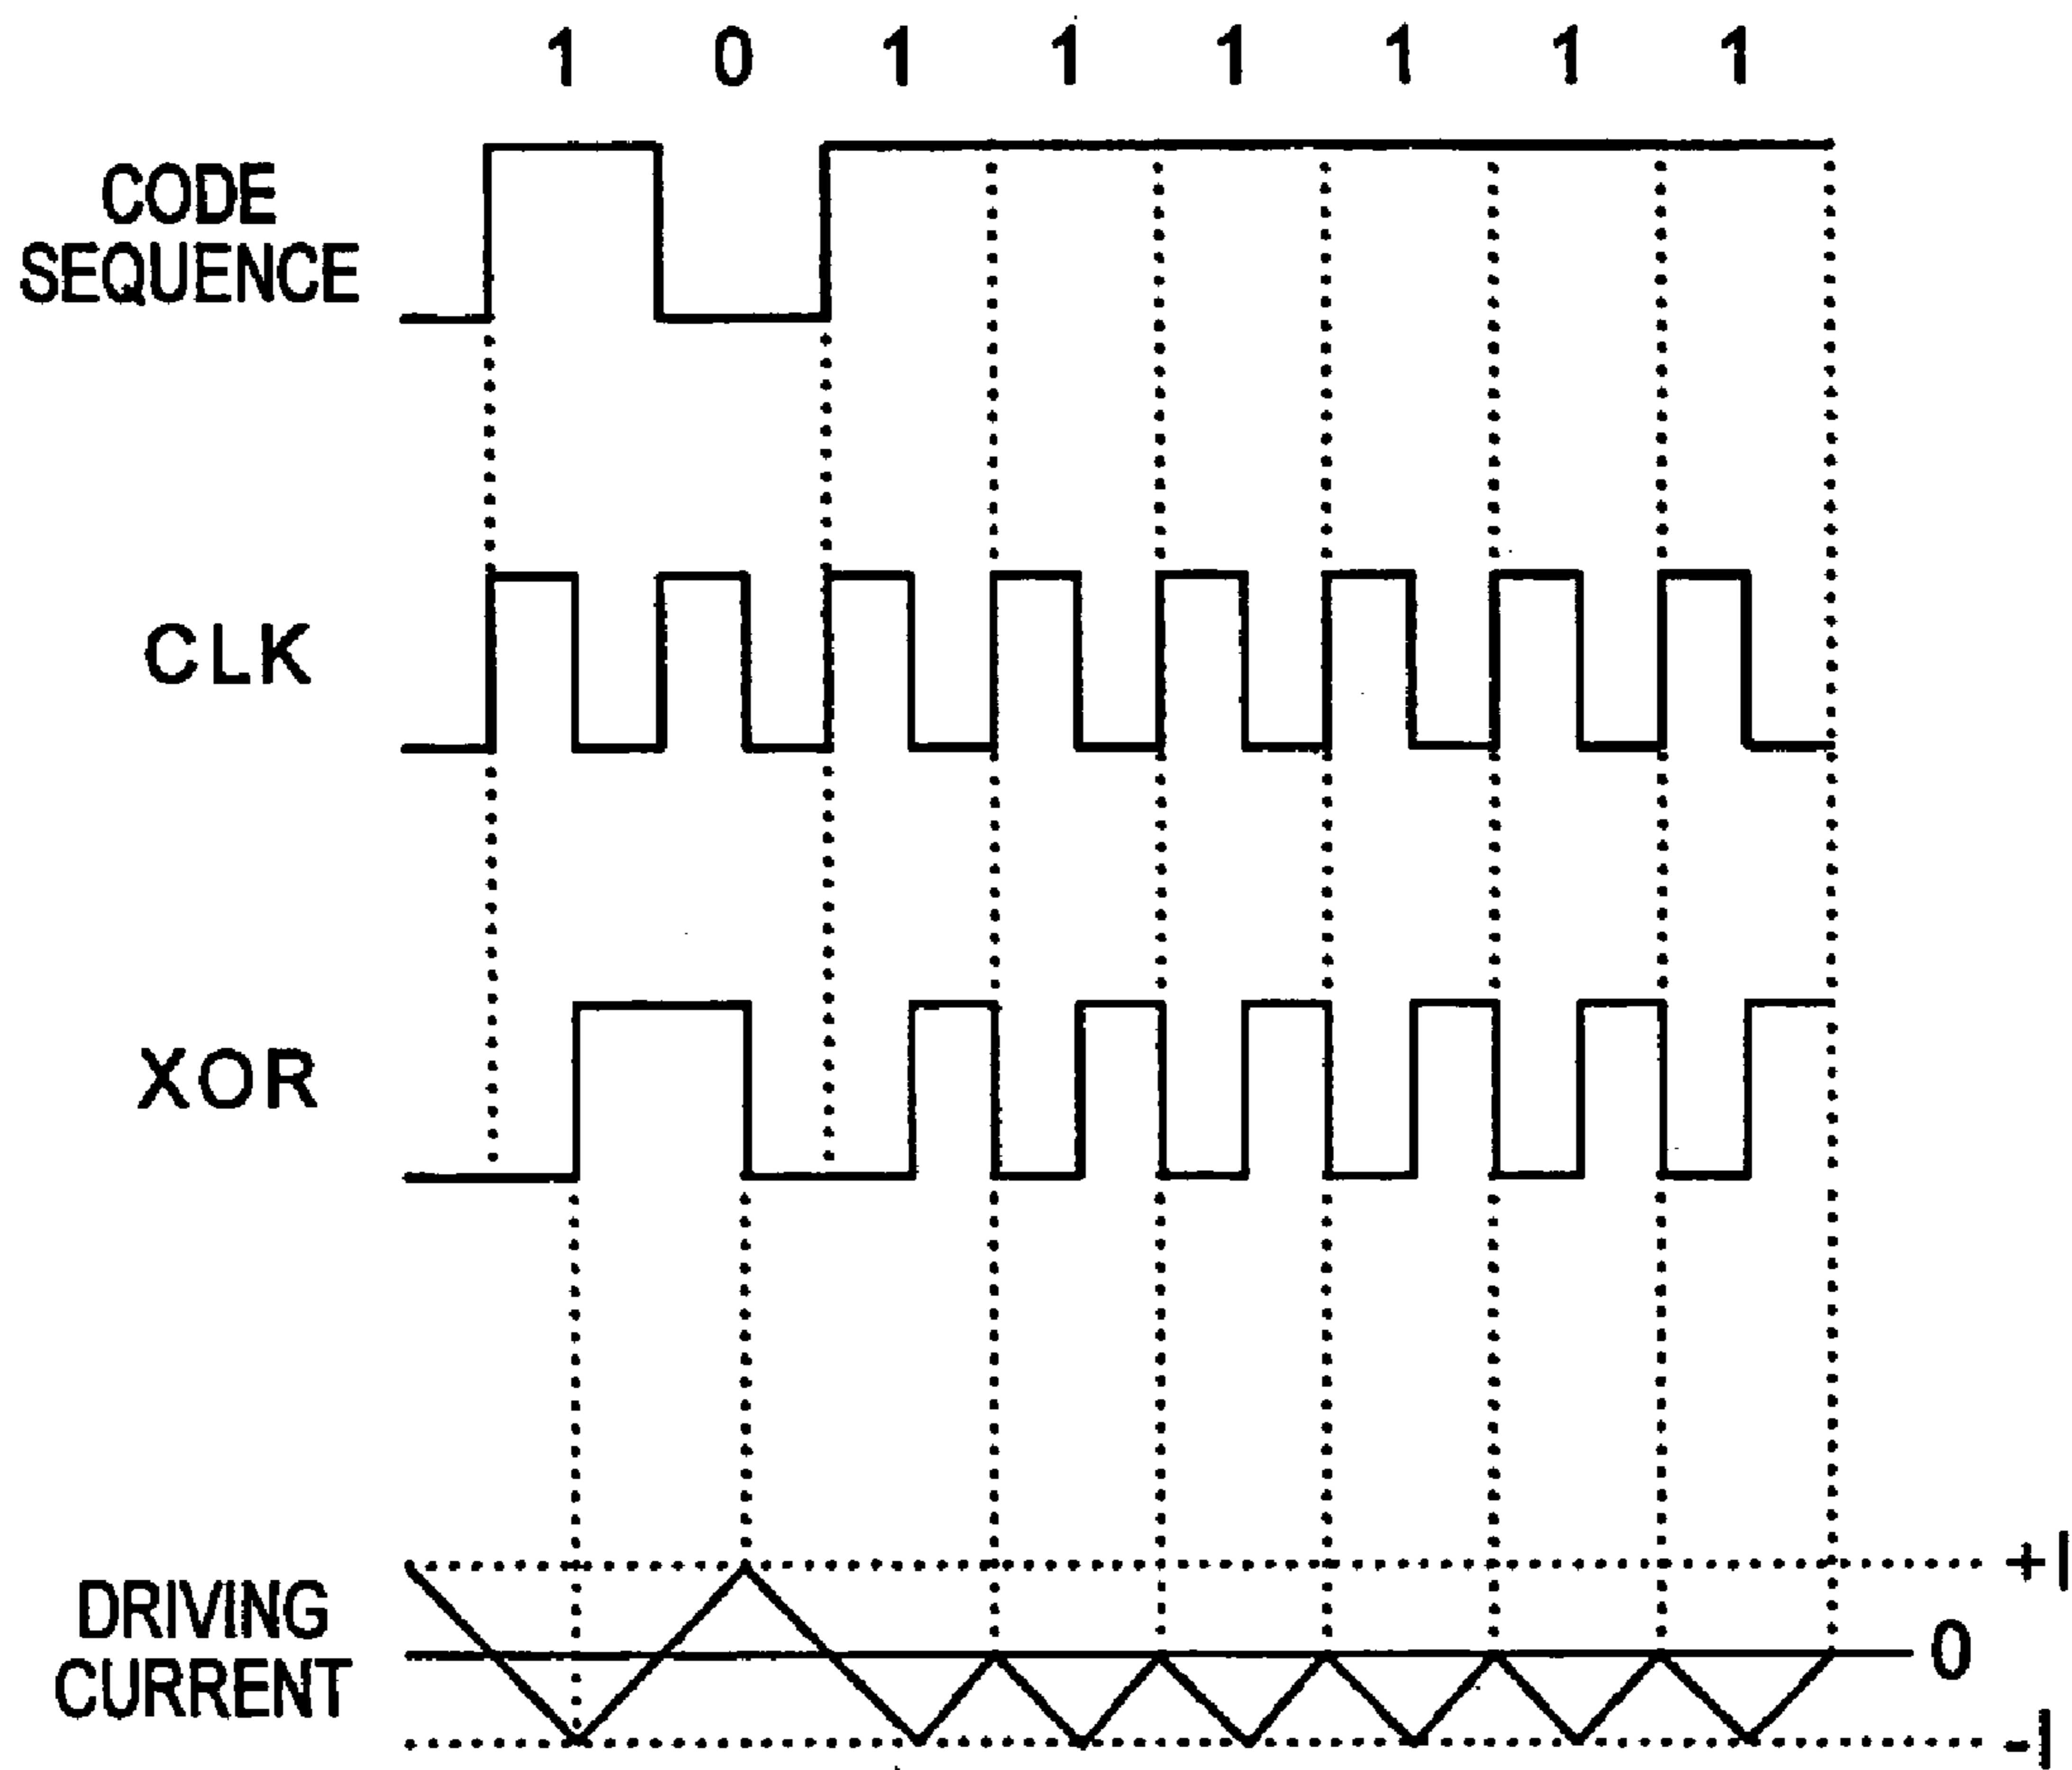 1 0 1 1 1 1 1 1
CODE
SEQUENCE
CLK
XOR
+I
DRIVING
0
CURRENT
-I